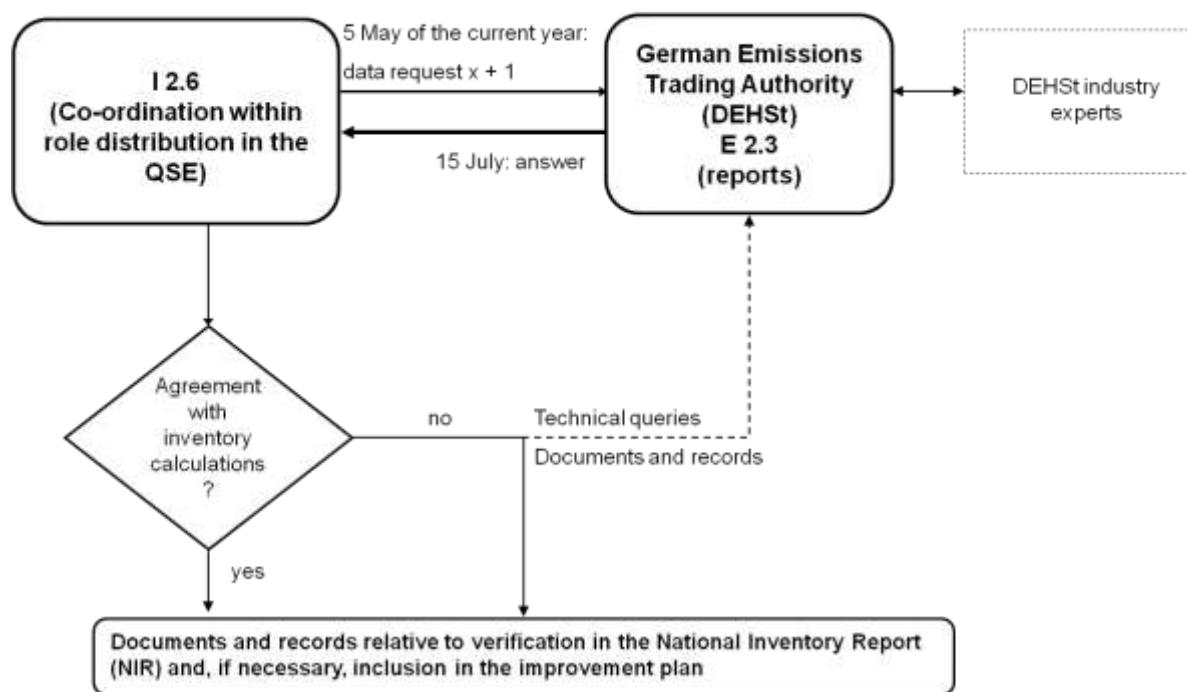 I 2.6
(Co-ordination within
role distribution in the
QSE)
5 May of the current year:
data request x + 1
15 July: answer
German Emissions
Trading Authority
(DEHSt)
E 2.3
(reports)
DEHSt industry
experts
Agreement
with
inventory
calculations
?
no
Technical queries
Documents and records
yes
Documents and records relative to verification in the National Inventory Report
(NIR) and, if necessary, inclusion in the improvement plan